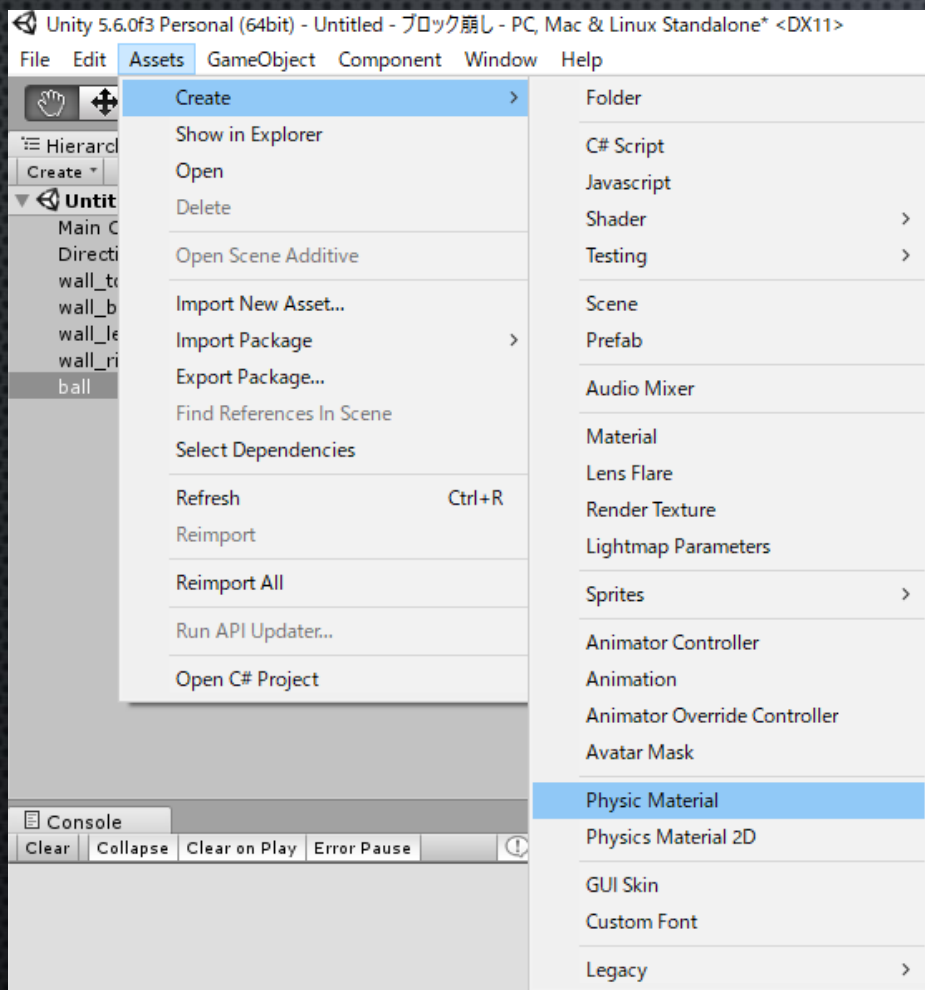 Unity 5.6.0f3 Personal (64bit) - Untitled - ブロック崩し - PC, Mac & Linux Standalone* <DX11>
File Edit Assets GameObject Component Window Help
Create
Show in Explorer
Open
Delete
Open Scene Additive
Import New Asset...
Import Package
Export Package...
Find References In Scene
Select Dependencies
Refresh Ctrl+R
Reimport
Reimport All
Run API Updater...
Open C# Project
Folder
C# Script
Javascript
Shader
Testing
Scene
Prefab
Audio Mixer
Material
Lens Flare
Render Texture
Lightmap Parameters
Sprites
Animator Controller
Animation
Animator Override Controller
Avatar Mask
Physic Material
Physics Material 2D
GUI Skin
Custom Font
Legacy
Hierarc
Create
Untit
Main C
Directi
wall_to
wall_b
wall_le
wall_ri
ball
Console
Clear Collapse Clear on Play Error Pause